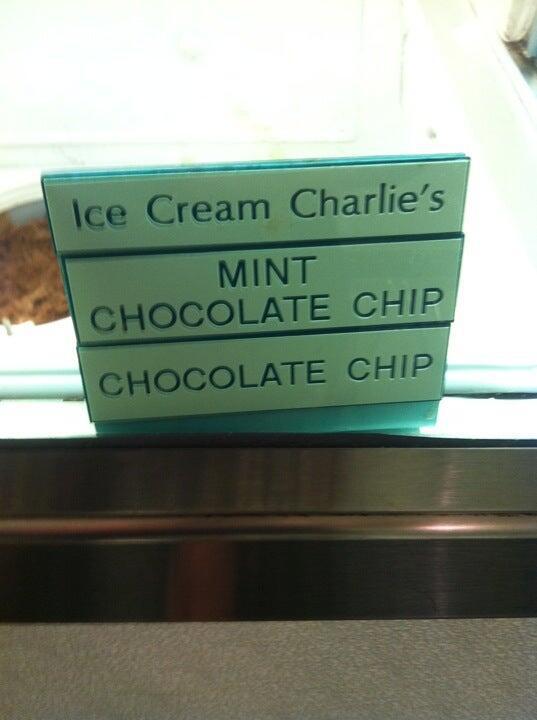 Ice Cream Charlie's
MINT
CHOCOLATE CHIP
CHOCOLATE CHIP